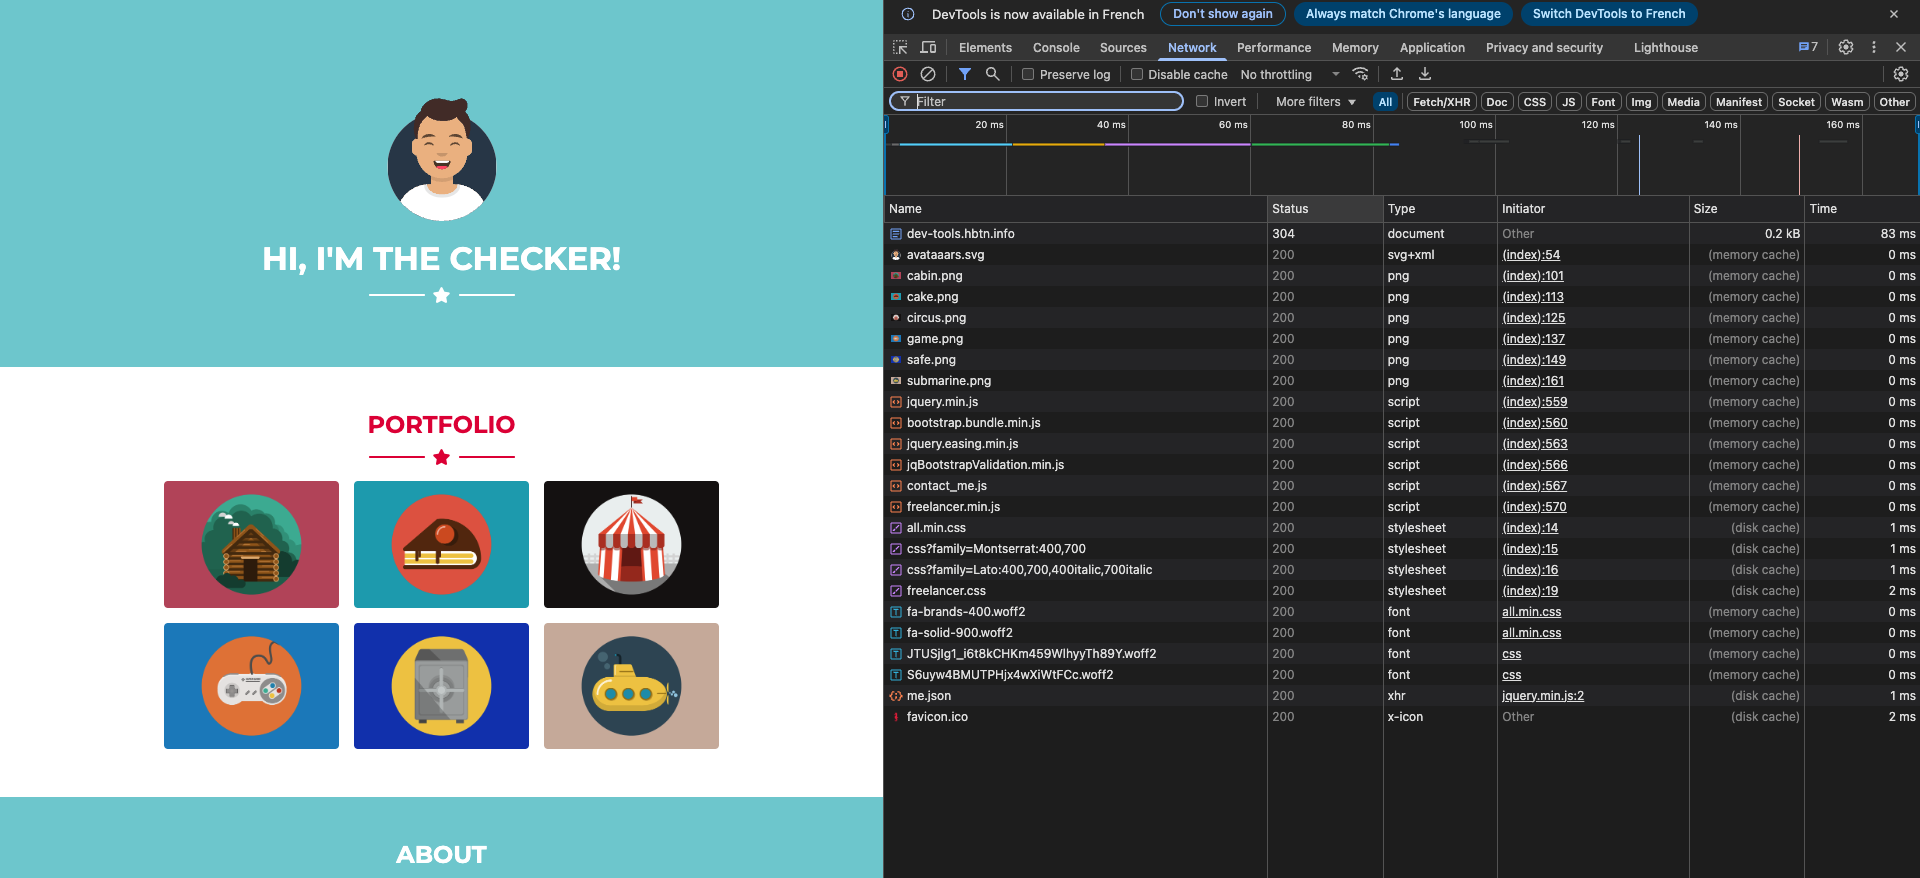 HI, I'M THE CHECKER!
PORTFOLIO
ABOUT
DevTools is now available in French Don't show again Always match Chrome's language Switch DevTools to French
Elements Console Sources Network Performance Memory Application Privacy and security Lighthouse 7
Preserve log Disable cache No throttling
Filter Invert More filters All Fetch/XHR Doc CSS JS Font Img Media Manifest Socket Wasm Other
20 ms 40 ms 60 ms 80 ms 100 ms 120 ms 140 ms 160 ms
Name Status Type Initiator Size Time
dev-tools.hbtn.info 304 document Other 0.2 kB 83 ms
avataaars.svg 200 svg+xml (index):54 (memory cache) 0 ms
cabin.png 200 png (index):101 (memory cache) 0 ms
cake.png 200 png (index):113 (memory cache) 0 ms
circus.png 200 png (index):125 (memory cache) 0 ms
game.png 200 png (index):137 (memory cache) 0 ms
safe.png 200 png (index):149 (memory cache) 0 ms
submarine.png 200 png (index):161 (memory cache) 0 ms
jquery.min.js 200 script (index):559 (memory cache) 0 ms
bootstrap.bundle.min.js 200 script (index):560 (memory cache) 0 ms
jquery.easing.min.js 200 script (index):563 (memory cache) 0 ms
jqBootstrapValidation.min.js 200 script (index):566 (memory cache) 0 ms
contact_me.js 200 script (index):567 (memory cache) 0 ms
freelancer.min.js 200 script (index):570 (memory cache) 0 ms
all.min.css 200 stylesheet (index):14 (disk cache) 1 ms
css?family=Montserrat:400,700 200 stylesheet (index):15 (disk cache) 1 ms
css?family=Lato:400,700,400italic,700italic 200 stylesheet (index):16 (disk cache) 1 ms
freelancer.css 200 stylesheet (index):19 (disk cache) 2 ms
fa-brands-400.woff2 200 font all.min.css (memory cache) 0 ms
fa-solid-900.woff2 200 font all.min.css (memory cache) 0 ms
JTUSjIg1_i6t8kCHKm459WlhyyTh89Y.woff2 200 font css (memory cache) 0 ms
S6uyw4BMUTPHjx4wXiWtFCc.woff2 200 font css (memory cache) 0 ms
me.json 200 xhr jquery.min.js:2 (disk cache) 1 ms
favicon.ico 200 x-icon Other (disk cache) 2 ms